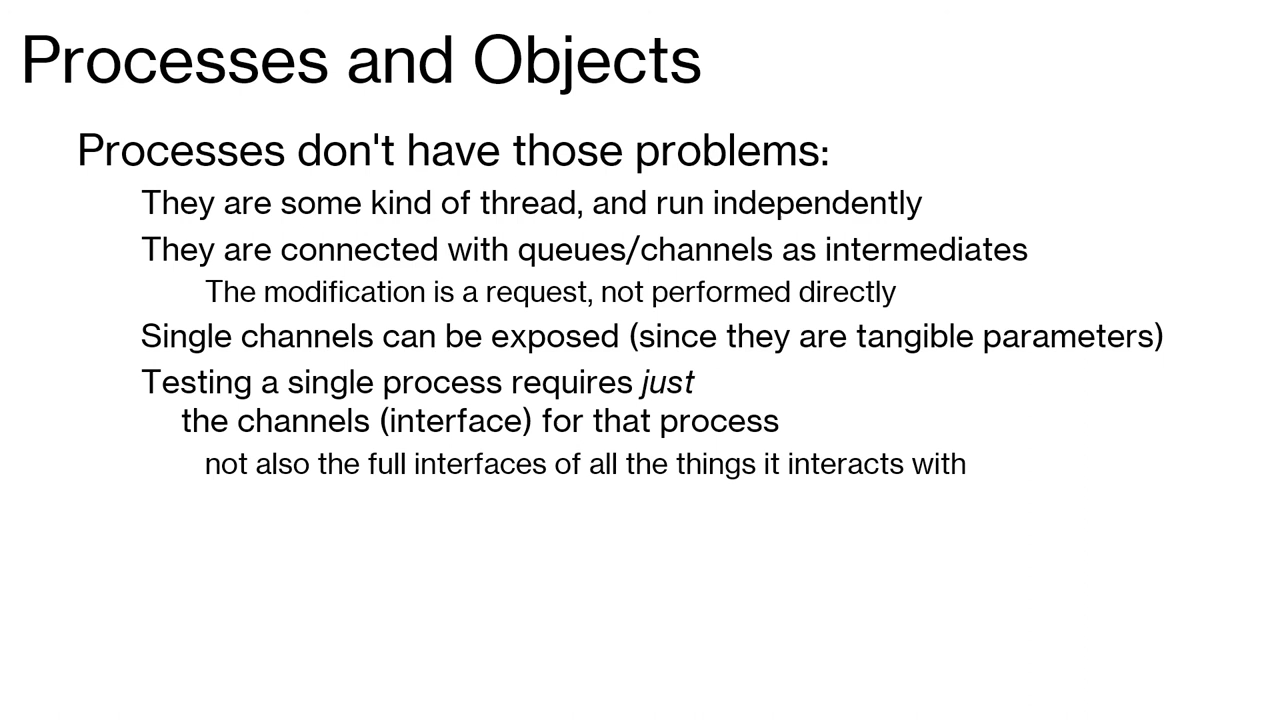 Processes and Objects
Processes don't have those problems:
They are some kind of thread, and run independently
They are connected with queues/channels as intermediates
The modification is a request, not performed directly
Single channels can be exposed (since they are tangible parameters)
Testing a single process requires just
the channels (interface) for that process
not also the full interfaces of all the things it interacts with